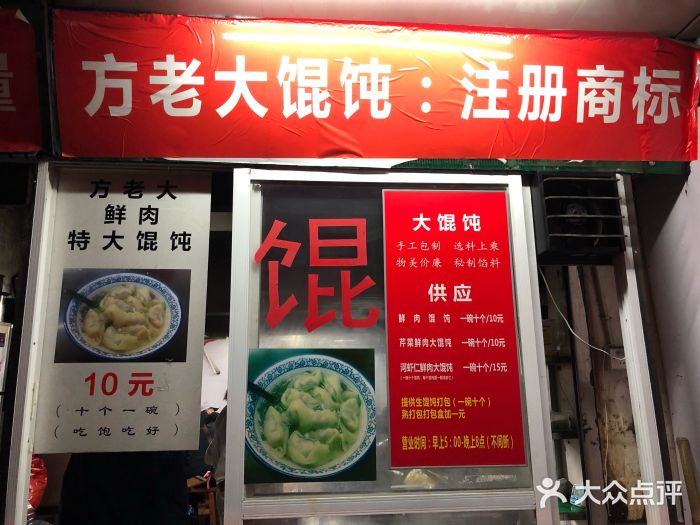 量
方老大馄饨：注册商标
方老大
鲜肉
特大馄饨
10元
（十个一碗）
（吃饱吃好）
馄
大馄饨
手工包制 选料上乘
物美价廉 秘制馅料
供应
鲜肉馄饨 一碗十个/10元
芹菜鲜肉大馄饨 一碗十个/10元
河虾仁鲜肉大馄饨 一碗十个/15元
提供生馄饨打包（一碗十个）
熟打包打包盒加一元
营业时间：早上5：00-晚上8点（不间断）
大众点评